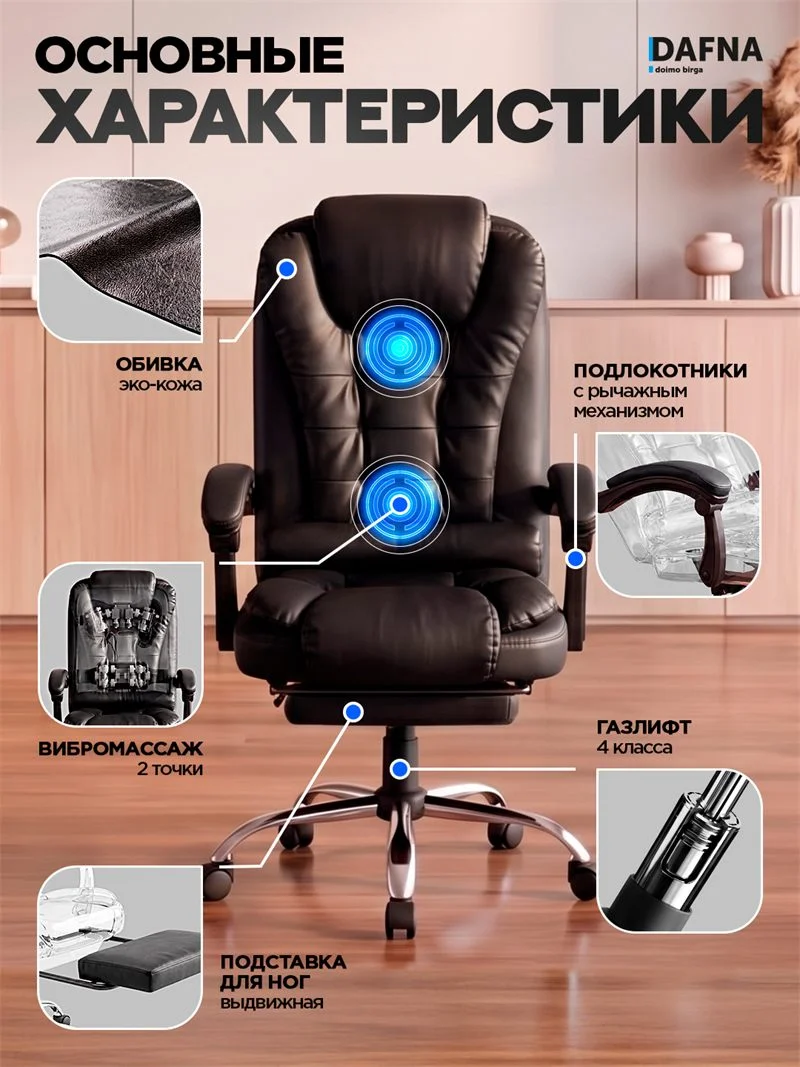 ОСНОВНЫЕ
DAFNA
doimo birga
ХАРАКТЕРИСТИКИ
ОБИВКА
эко-кожа
ПОДЛОКОТНИКИ
с рычажным
механизмом
ВИБРОМАССАЖ
2 точки
ГАЗЛИФТ
4 класса
ПОДСТАВКА
ДЛЯ НОГ
выдвижная